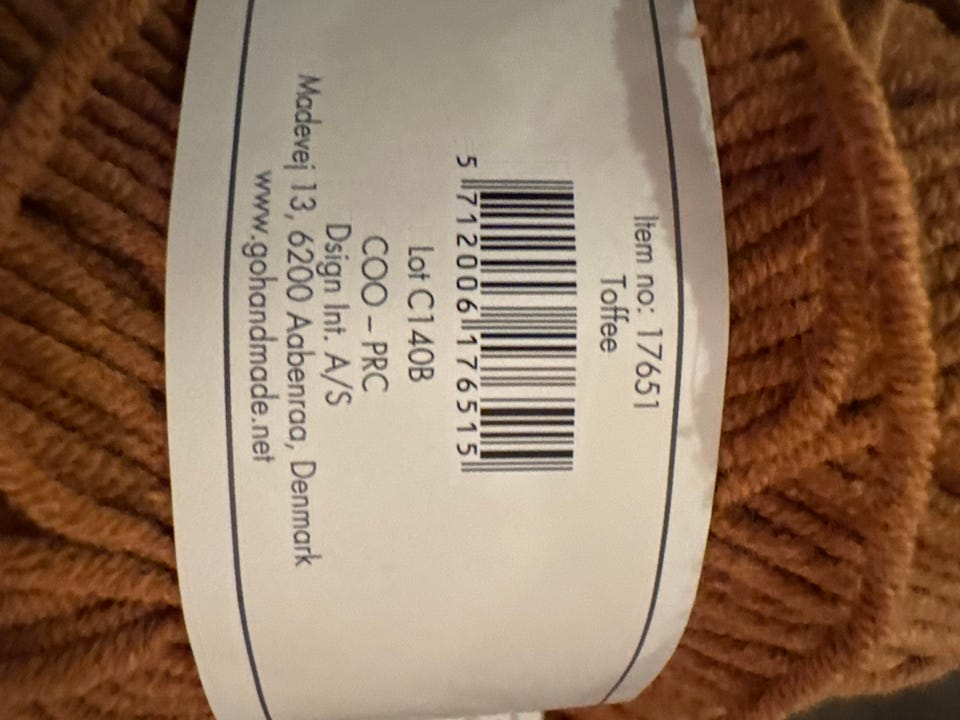 Item no: 17651
Toffee
5 712006 176515
Lot C140B
COO – PRC
Dsign Int. A/S
Madevej 13, 6200 Aabenraa, Denmark
www.gohandmade.net